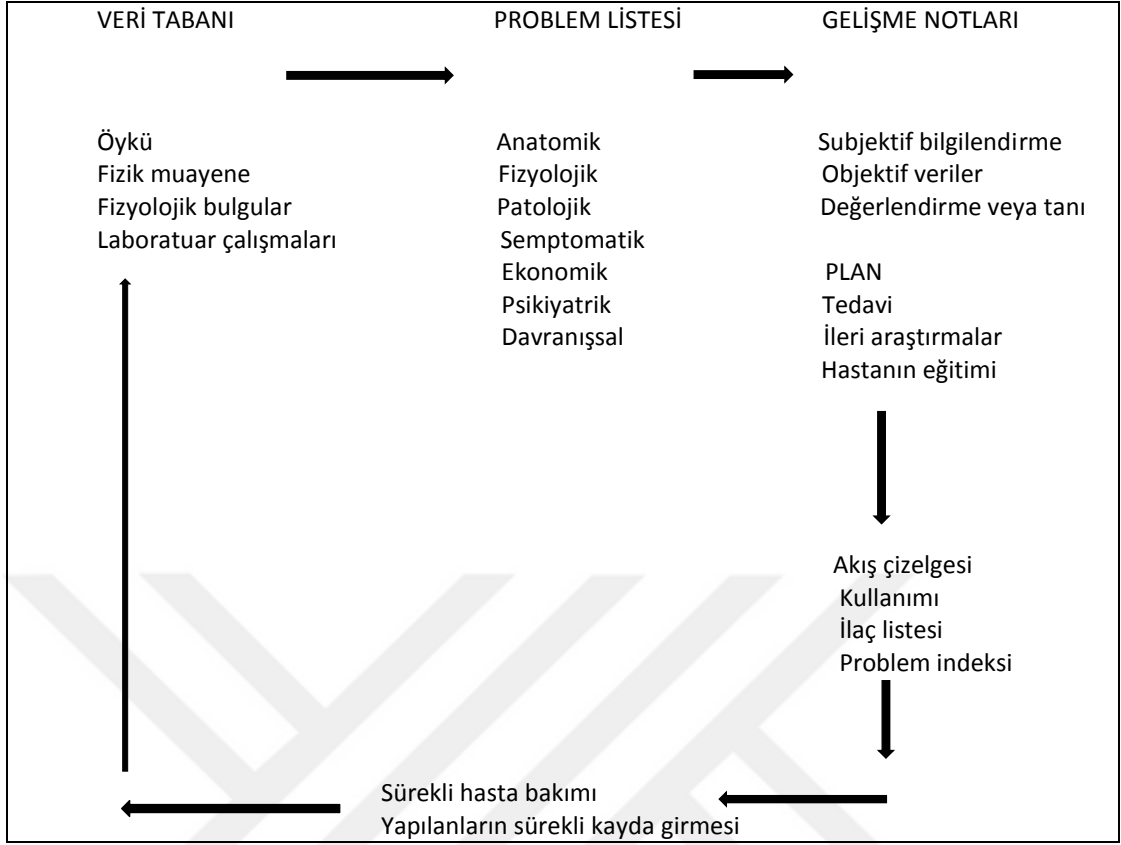 VERİ TABANI
PROBLEM LİSTESİ
GELİŞME NOTLARI
Öykü
Fizik muayene
Fizyolojik bulgular
Laboratuar çalışmaları
Anatomik
Fizyolojik
Patolojik
Semptomatik
Ekonomik
Psikiyatrik
Davranışsal
Subjektif bilgilendirme
Objektif veriler
Değerlendirme veya tanı
PLAN
Tedavi
İleri araştırmalar
Hastanın eğitimi
Akış çizelgesi
Kullanımı
İlaç listesi
Problem indeksi
Sürekli hasta bakımı
Yapılanların sürekli kayda girmesi